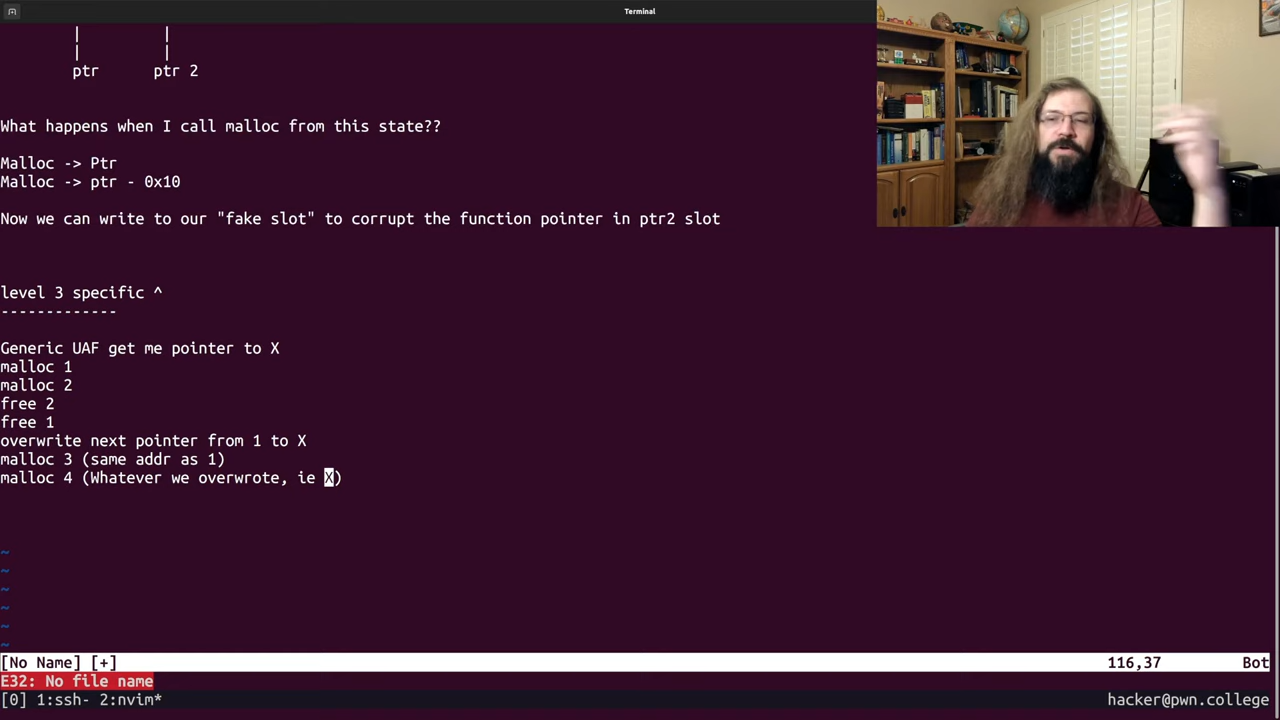 Terminal
|          |
|          |
ptr      ptr 2
What happens when I call malloc from this state??
Malloc -> Ptr
Malloc -> ptr - 0x10
Now we can write to our "fake slot" to corrupt the function pointer in ptr2 slot
level 3 specific ^
-------------
Generic UAF get me pointer to X
malloc 1
malloc 2
free 2
free 1
overwrite next pointer from 1 to X
malloc 3 (same addr as 1)
malloc 4 (Whatever we overwrote, ie X)
~
~
~
~
~
~
[No Name] [+] 116,37 Bot
E32: No file name
[0] 1:ssh- 2:nvim* hacker@pwn.college